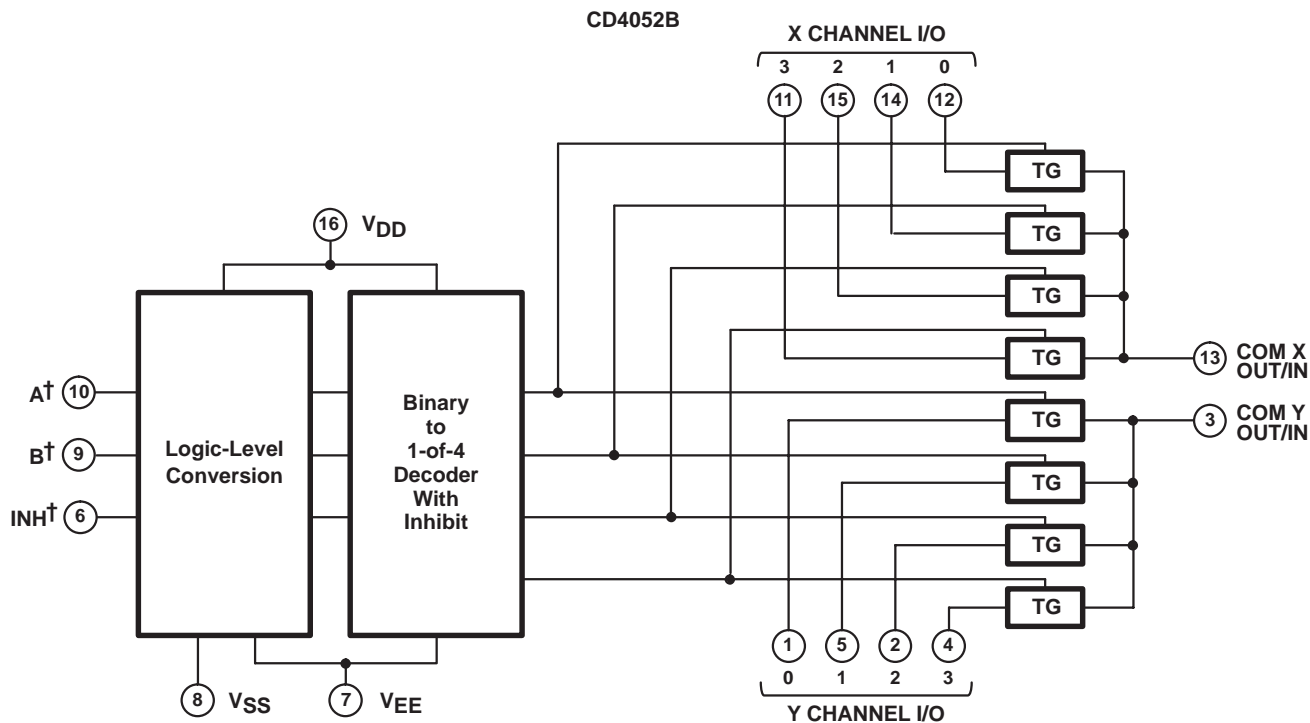 CD4052B
X CHANNEL I/O
3 2 1 0
11 15 14 12
TG
TG
16 VDD
TG
TG
13 COM X
OUT/IN
A† 10
B† 9
INH† 6
Logic-Level
Conversion
Binary
to
1-of-4
Decoder
With
Inhibit
TG
3 COM Y
OUT/IN
TG
TG
TG
8 VSS
7 VEE
1 5 2 4
0 1 2 3
Y CHANNEL I/O